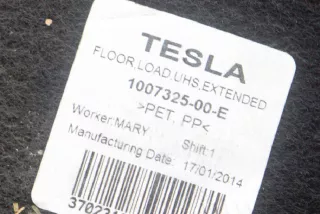 TESLA
FLOOR,LOAD,UHS,EXTENDED
1007325-00-E
>PET, PP<
Worker:MARY Shift:1
Manufacturing Date: 17/01/2014